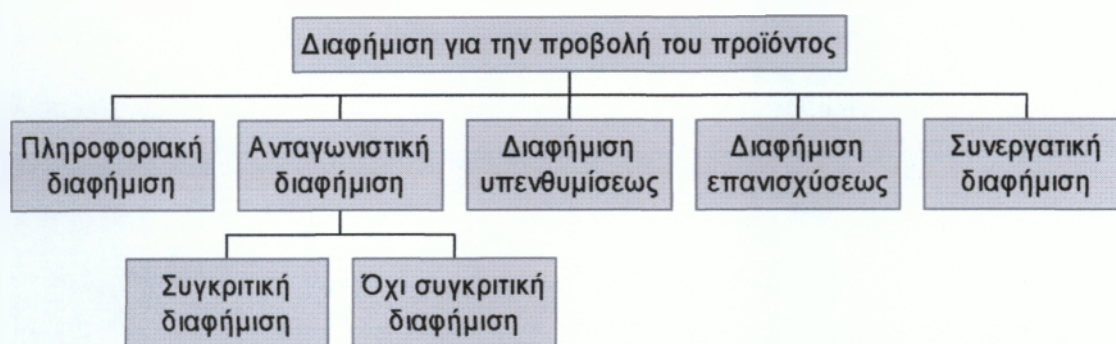 Διαφήμιση για την προβολή του προϊόντος
Πληροφοριακή
διαφήμιση
Ανταγωνιστική
διαφήμιση
Διαφήμιση
υπενθυμίσεως
Διαφήμιση
επανισχύσεως
Συνεργατική
διαφήμιση
Συγκριτική
διαφήμιση
Όχι συγκριτική
διαφήμιση